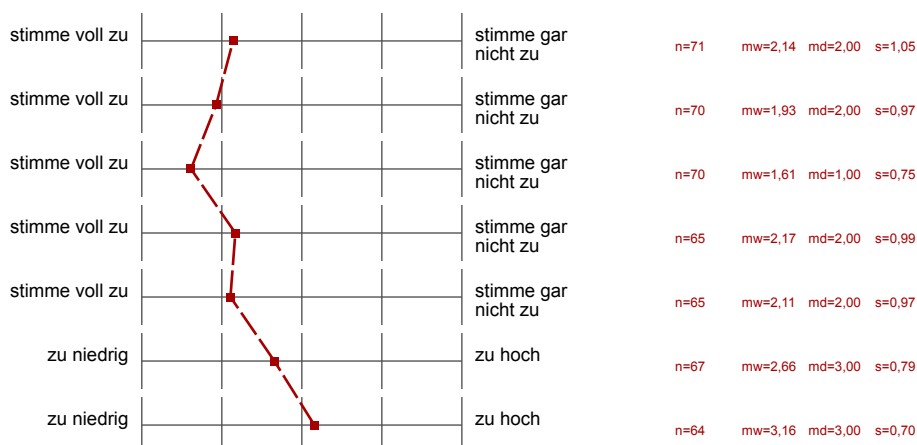 stimme voll zu stimme gar nicht zu n=71 mw=2,14 md=2,00 s=1,05
stimme voll zu stimme gar nicht zu n=70 mw=1,93 md=2,00 s=0,97
stimme voll zu stimme gar nicht zu n=70 mw=1,61 md=1,00 s=0,75
stimme voll zu stimme gar nicht zu n=65 mw=2,17 md=2,00 s=0,99
stimme voll zu stimme gar nicht zu n=65 mw=2,11 md=2,00 s=0,97
zu niedrig zu hoch n=67 mw=2,66 md=3,00 s=0,79
zu niedrig zu hoch n=64 mw=3,16 md=3,00 s=0,70